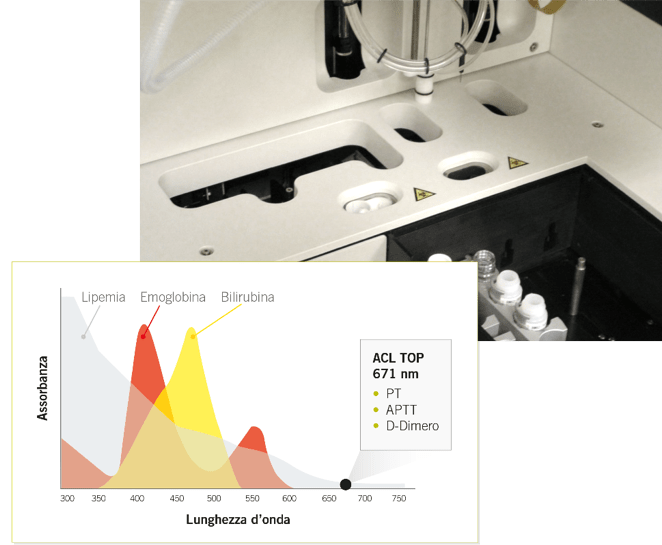 Lipemia Emoglobina Bilirubina
Assorbanza
ACL TOP
671 nm
PT
APTT
D-Dimero
300 350 400 450 500 550 600 650 700 750
Lunghezza d'onda